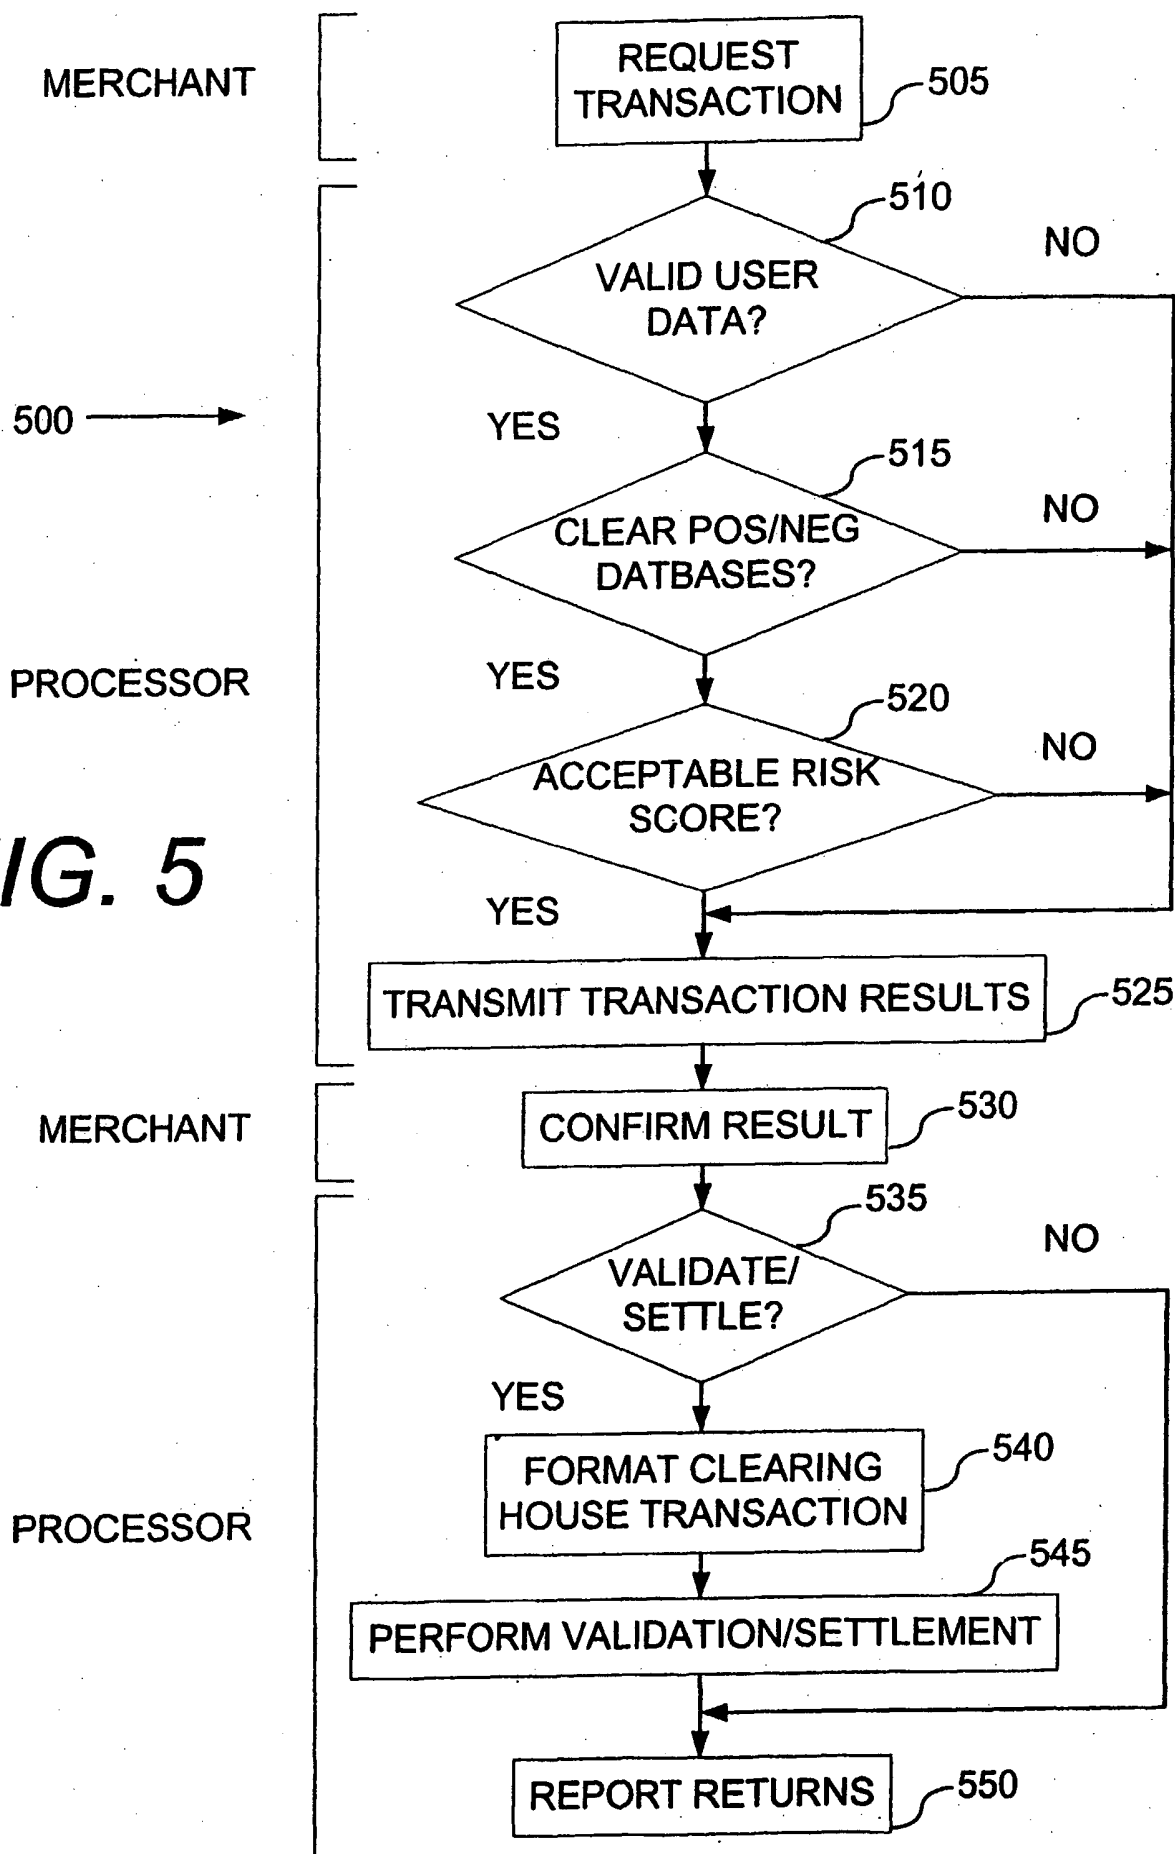 MERCHANT
REQUEST
TRANSACTION
505
510
NO
VALID USER
DATA?
500
YES
515
NO
CLEAR POS/NEG
DATBASES?
PROCESSOR
YES
520
NO
ACCEPTABLE RISK
SCORE?
IG. 5
YES
TRANSMIT TRANSACTION RESULTS
525
MERCHANT
CONFIRM RESULT
530
535
NO
VALIDATE/
SETTLE?
YES
540
FORMAT CLEARING
HOUSE TRANSACTION
PROCESSOR
545
PERFORM VALIDATION/SETTLEMENT
REPORT RETURNS
550